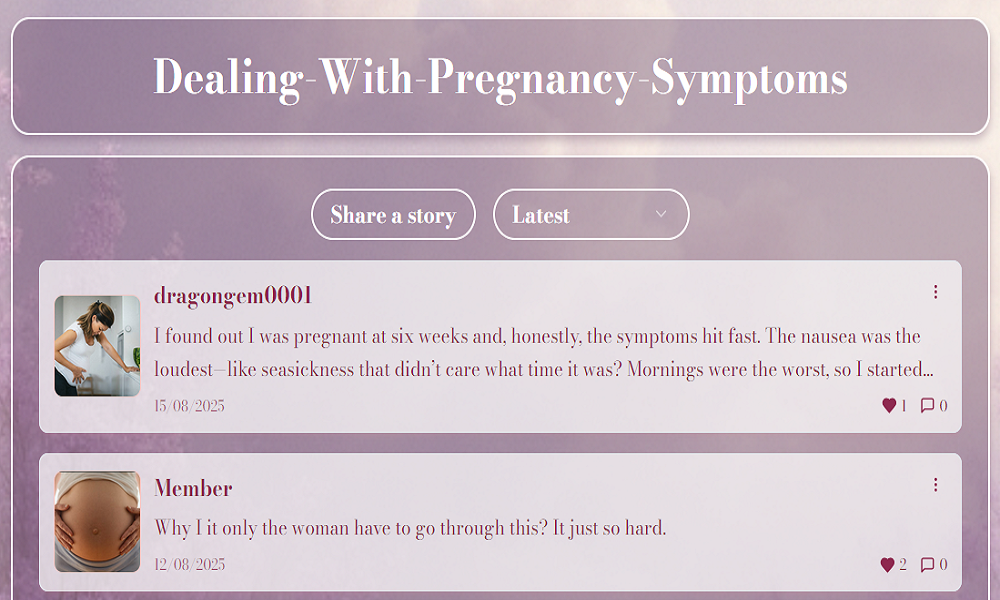 Dealing-With-Pregnancy-Symptoms
Share a story
Latest
dragongem0001
I found out I was pregnant at six weeks and, honestly, the symptoms hit fast. The nausea was the
loudest—like seasickness that didn’t care what time it was? Mornings were the worst, so I started...
15/08/2025
1
0
Member
Why I it only the woman have to go through this? It just so hard.
12/08/2025
2
0